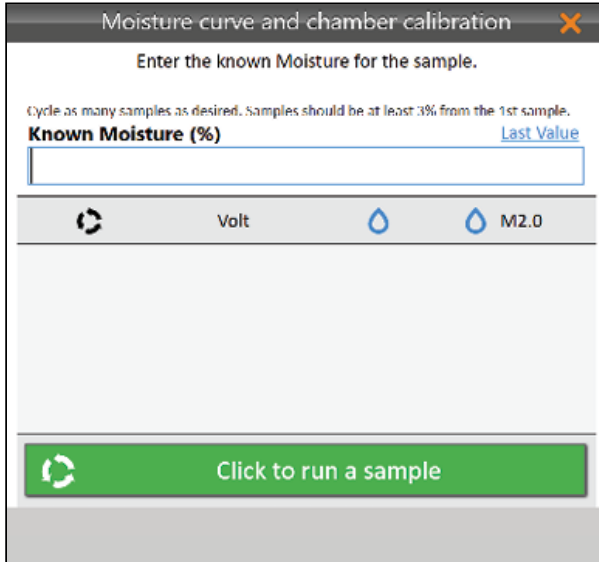 Moisture curve and chamber calibration
Enter the known Moisture for the sample.
Cycle as many samples as desired. Samples should be at least 3% from the 1st sample.
Known Moisture (%) Last Value
Volt M2.0
Click to run a sample